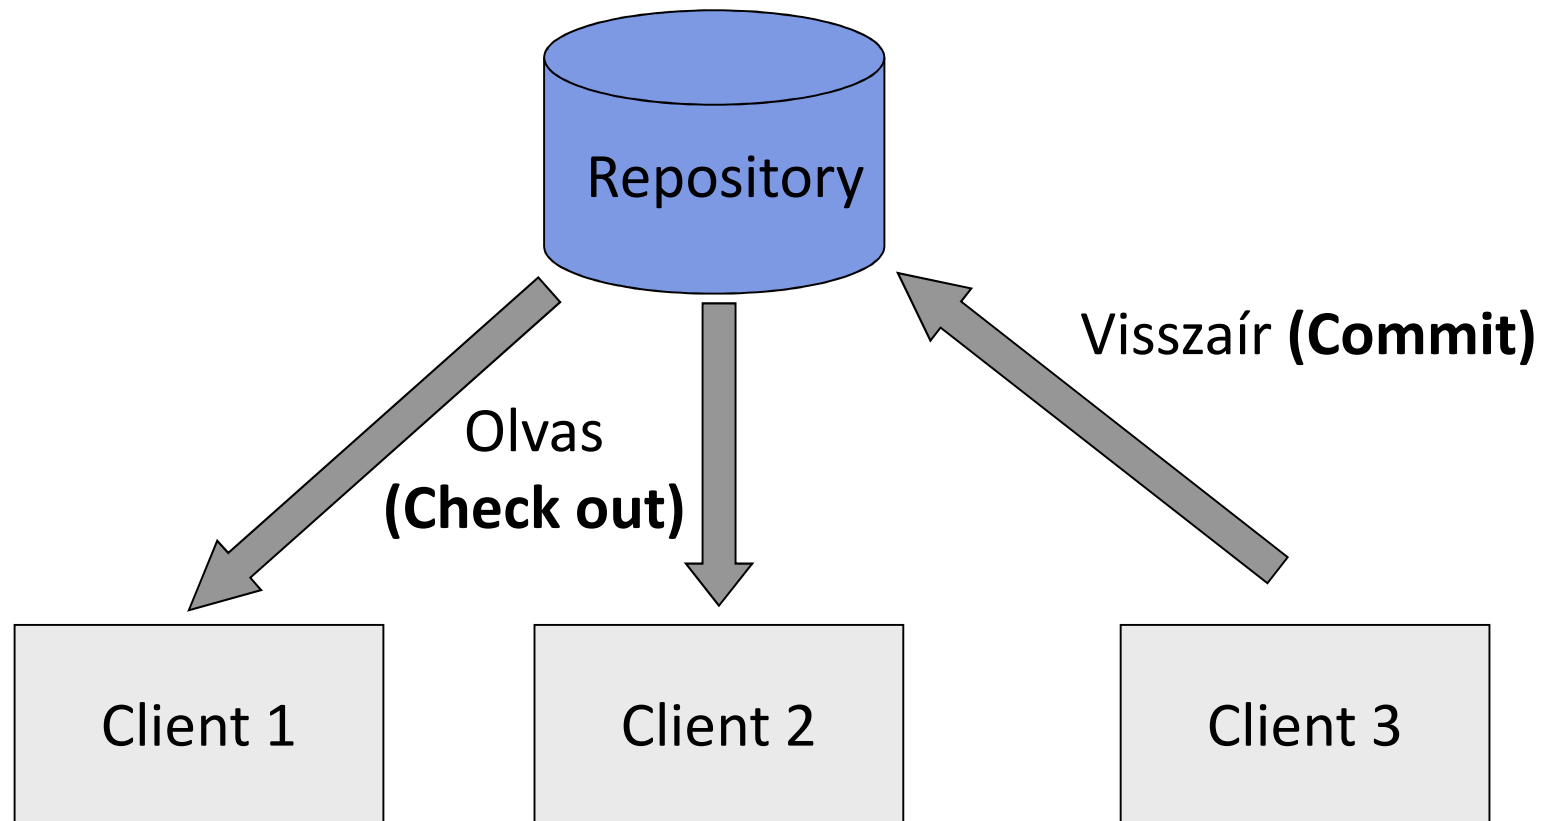 Repository
Visszaír (Commit)
Olvas
(Check out)
Client 1
Client 2
Client 3